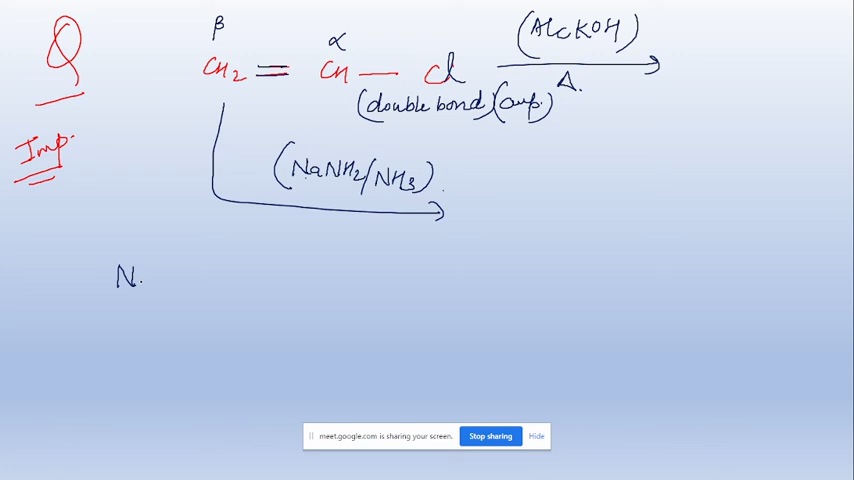 Q
Imp.
β α
CH2 = CH — Cl (Alc KOH)
Δ.
(double bond)(exp.)
(NaNH2/NH3).
N.
meet.google.com is sharing your screen. Stop sharing Hide